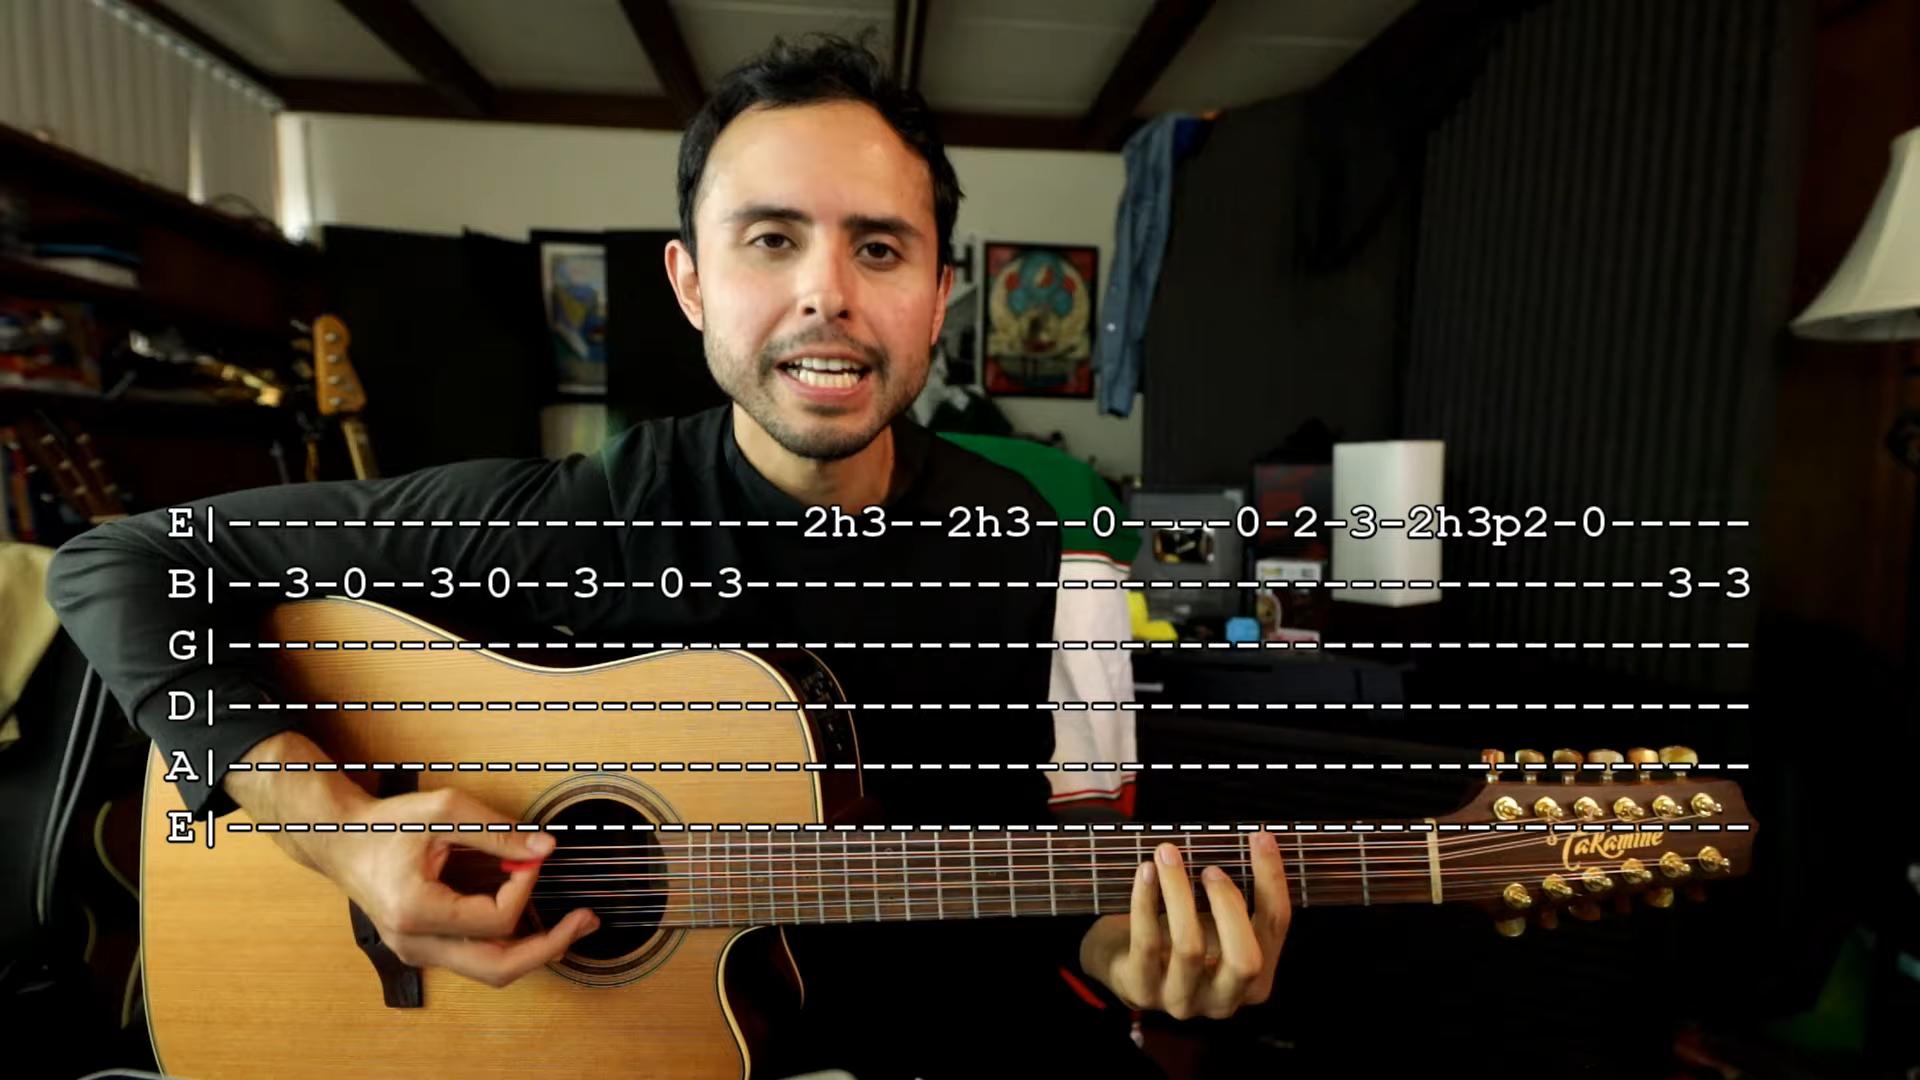 E|--------------------2h3--2h3--0----0-2-3-2h3p2-0-----
B|--3-0--3-0--3--0-3--------------------------------3-3
G|-----------------------------------------------------
D|-----------------------------------------------------
A|-----------------------------------------------------
E|-----------------------------------------------------
Takamine